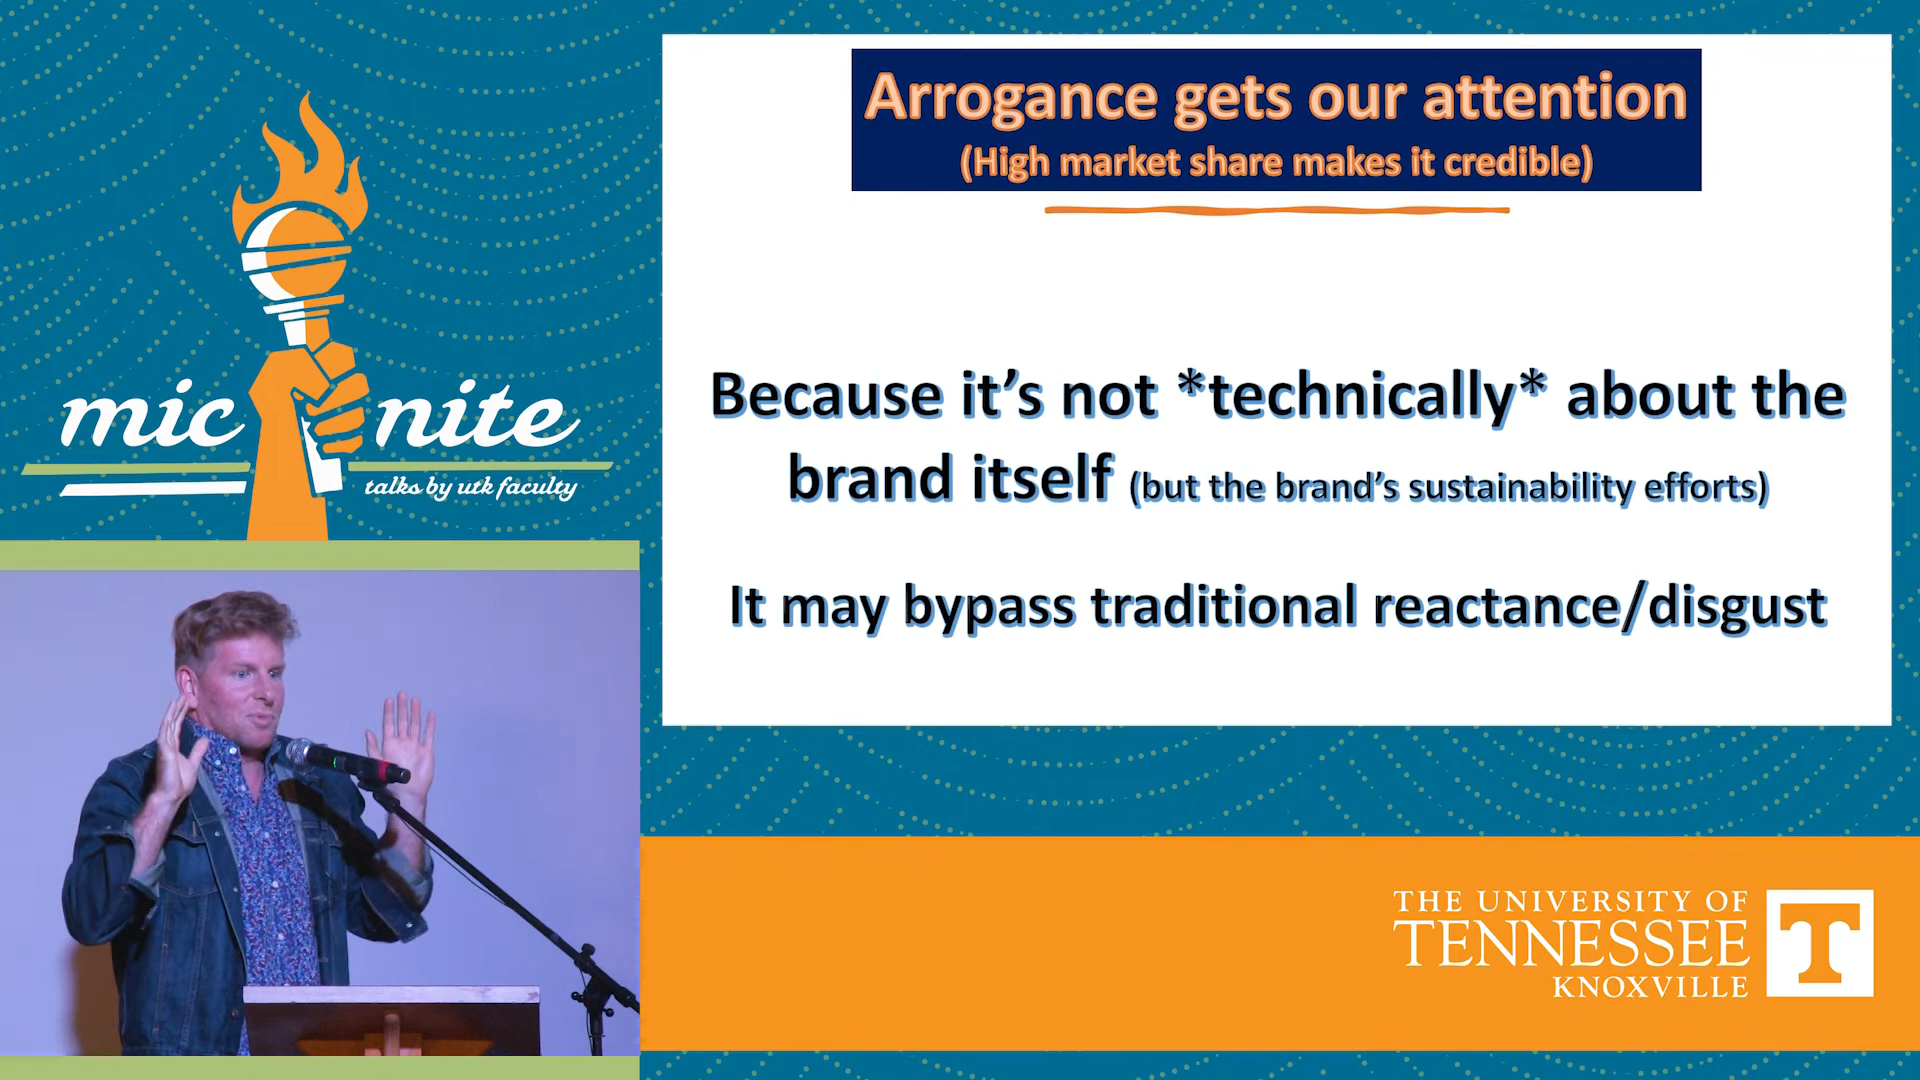 mic nite
talks by utk faculty
Arrogance gets our attention
(High market share makes it credible)
Because it’s not *technically* about the
brand itself (but the brand’s sustainability efforts)
It may bypass traditional reactance/disgust
THE UNIVERSITY OF
TENNESSEE
KNOXVILLE
T